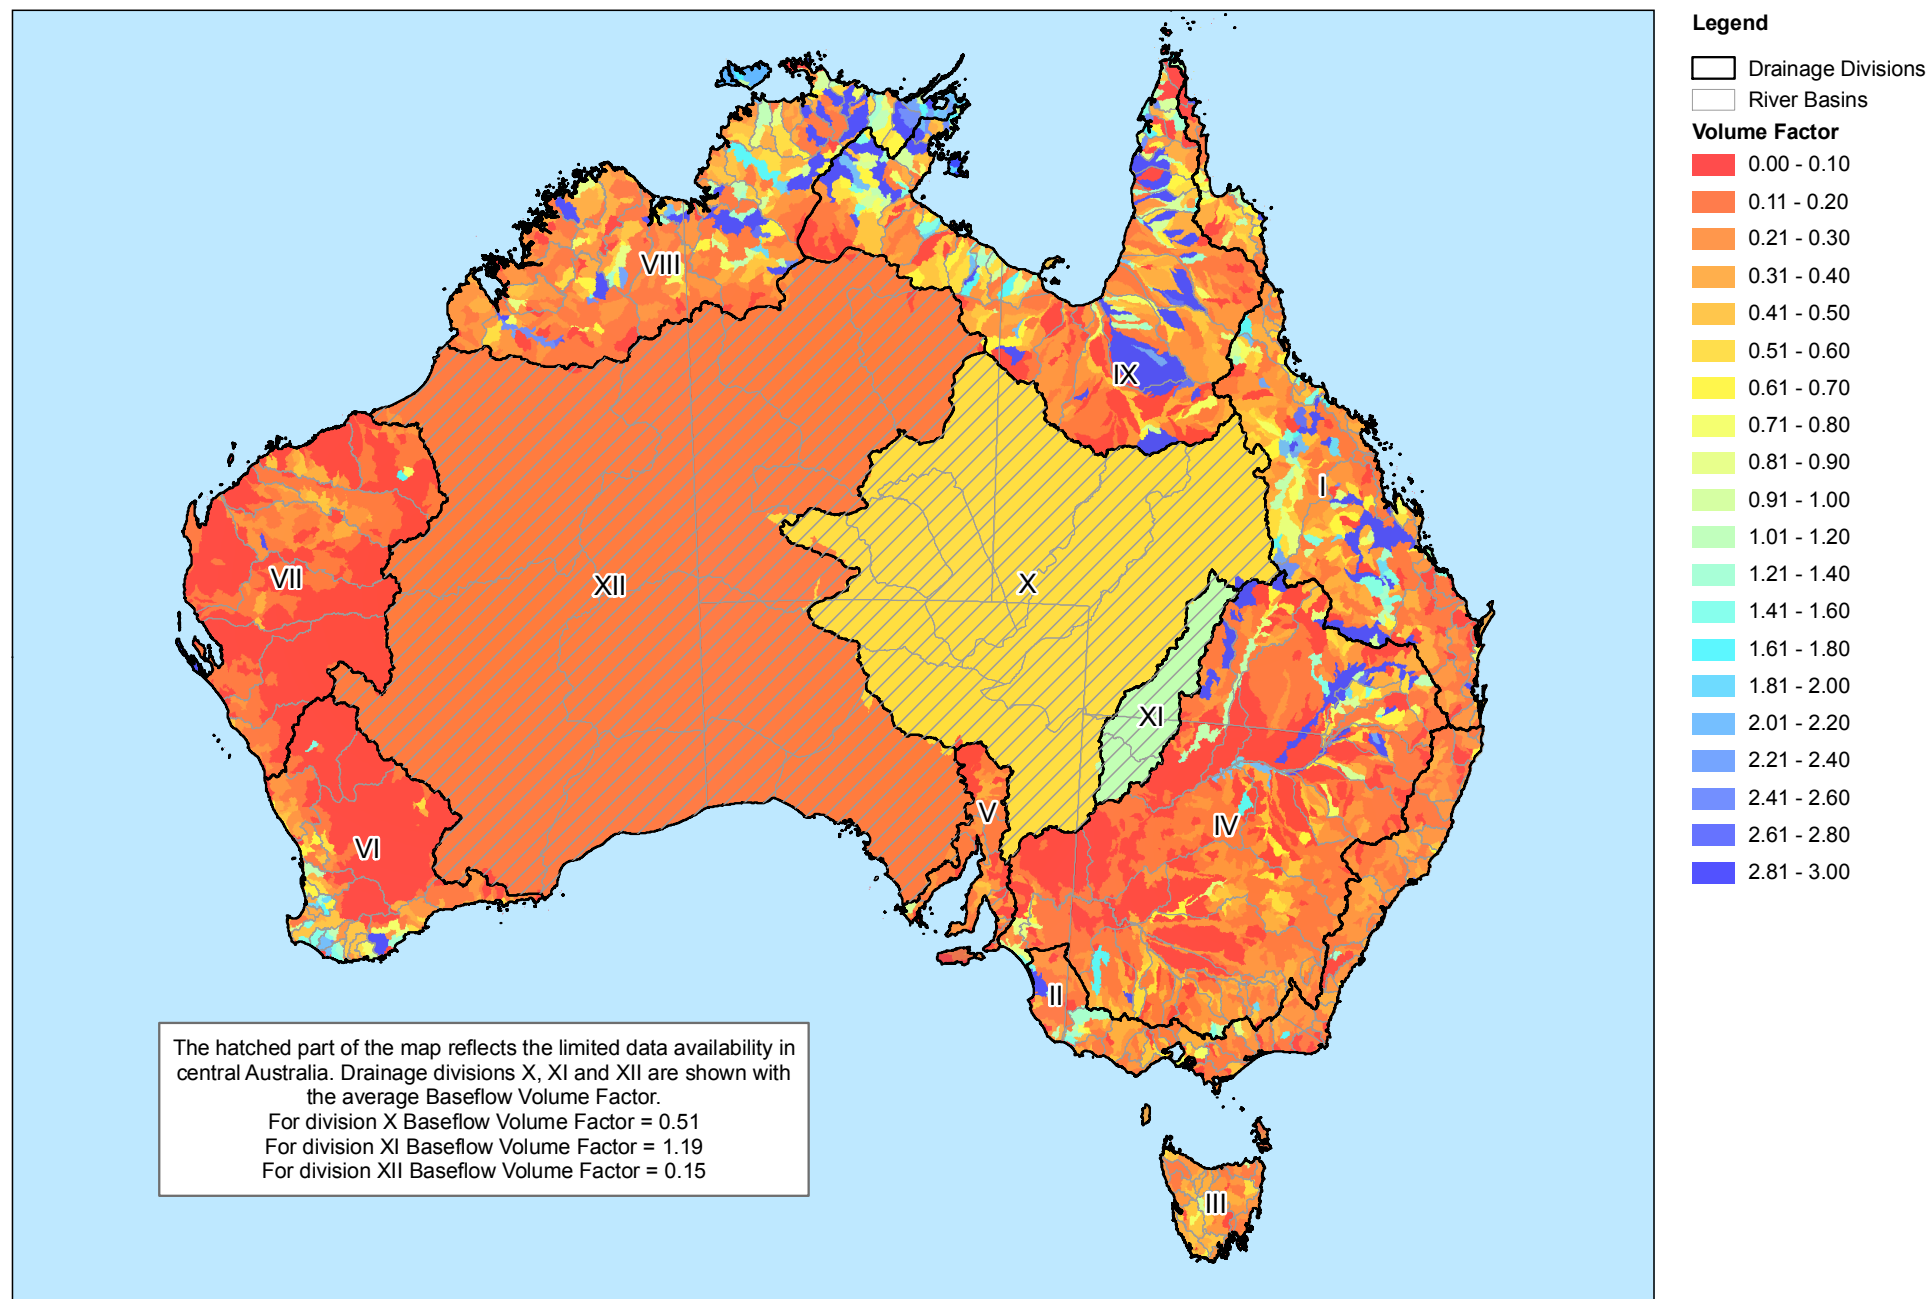 Legend
Drainage Divisions
River Basins
Volume Factor
0.00 - 0.10
0.11 - 0.20
0.21 - 0.30
0.31 - 0.40
0.41 - 0.50
0.51 - 0.60
0.61 - 0.70
0.71 - 0.80
0.81 - 0.90
0.91 - 1.00
1.01 - 1.20
1.21 - 1.40
1.41 - 1.60
1.61 - 1.80
1.81 - 2.00
2.01 - 2.20
2.21 - 2.40
2.41 - 2.60
2.61 - 2.80
2.81 - 3.00
VIII
IX
I
VII
XII
X
XI
V
IV
VI
II
III
The hatched part of the map reflects the limited data availability in
central Australia. Drainage divisions X, XI and XII are shown with
the average Baseflow Volume Factor.
For division X Baseflow Volume Factor = 0.51
For division XI Baseflow Volume Factor = 1.19
For division XII Baseflow Volume Factor = 0.15